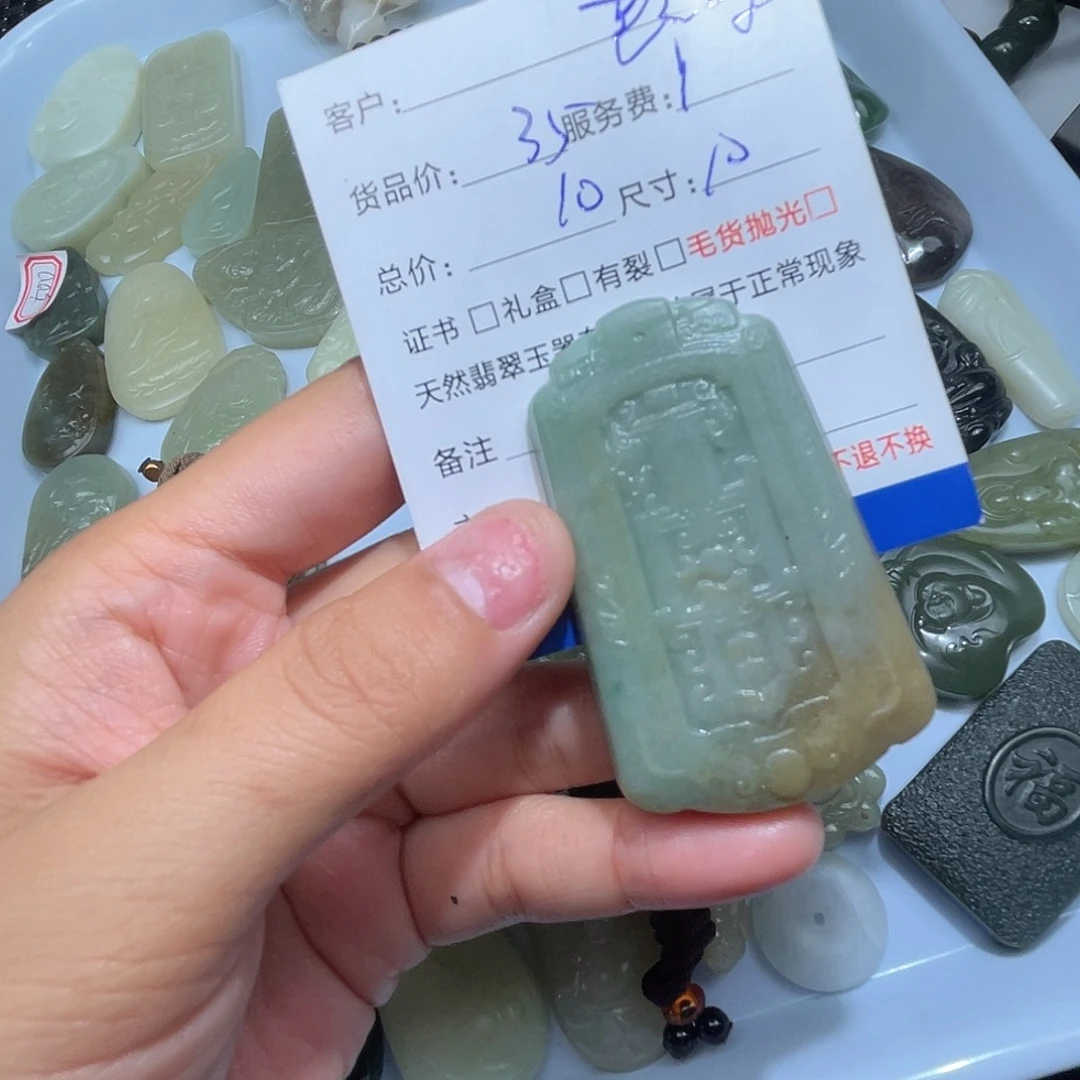 客户：
货品价：35 服务费：1
总价：10 尺寸：10
证书 □礼盒□有裂□毛货抛光□
天然翡翠玉器 于正常现象
备注
不退不换
福